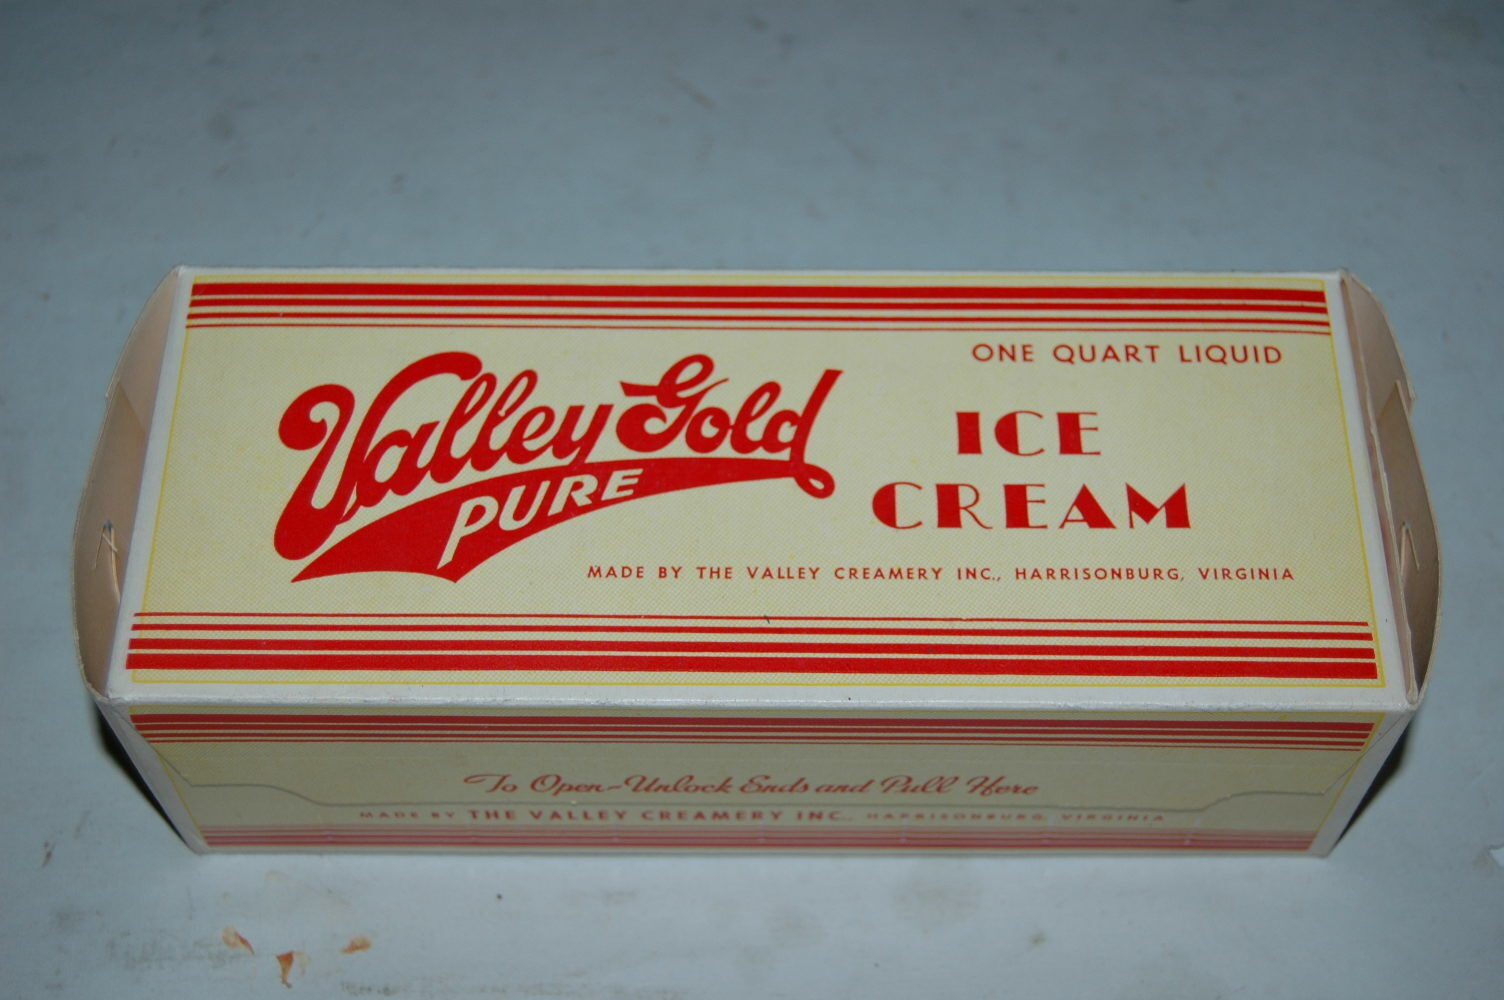 Valley Gold
PURE
ONE QUART LIQUID
ICE
CREAM
MADE BY THE VALLEY CREAMERY INC., HARRISONBURG, VIRGINIA
To Open-Unlock Ends and Pull Here
MADE BY THE VALLEY CREAMERY INC. HARRISONBURG, VIRGINIA